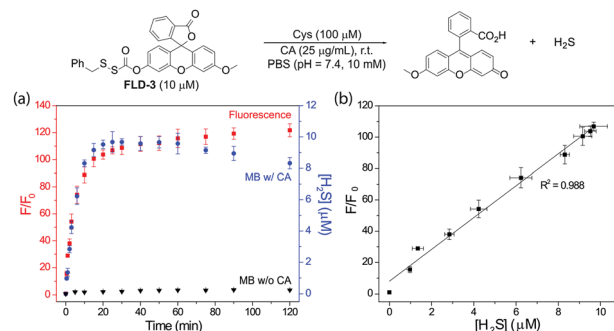 O
O
O
Cys (100 μM)
CA (25 μg/mL), r.t.
PBS (pH = 7.4, 10 mM)
CO₂H
+ H₂S
Ph
S
S
O
O
O
OMe
O
O
O
FLD-3 (10 μM)
(a)
140
120
100
80
60
40
20
0
F/F₀
Fluorescence
MB w/ CA
MB w/o CA
12
10
8
6
4
2
0
[H₂S] (μM)
0 20 40 60 80 100 120
Time (min)
(b)
120
100
80
60
40
20
0
F/F₀
R² = 0.988
0 2 4 6 8 10
[H₂S] (μM)